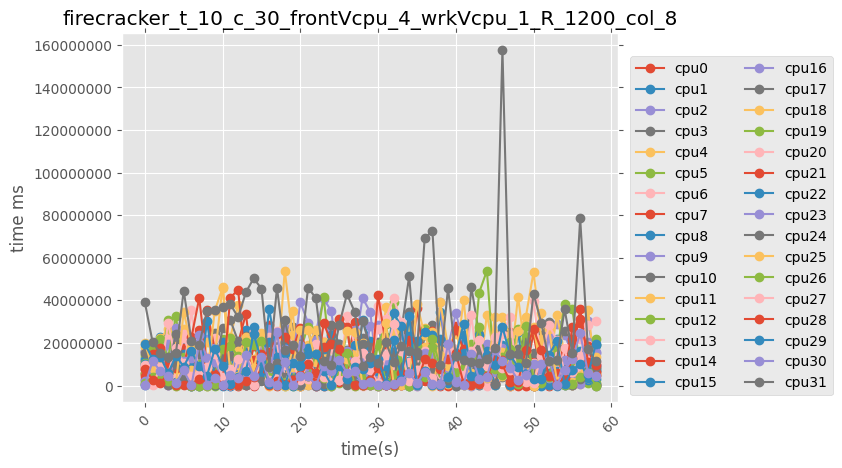 firecracker_t_10_c_30_frontVcpu_4_wrkVcpu_1_R_1200_col_8
160000000
140000000
120000000
100000000
80000000
60000000
40000000
20000000
0
time ms
0
10
20
30
40
50
60
time(s)
cpu0
cpu1
cpu2
cpu3
cpu4
cpu5
cpu6
cpu7
cpu8
cpu9
cpu10
cpu11
cpu12
cpu13
cpu14
cpu15
cpu16
cpu17
cpu18
cpu19
cpu20
cpu21
cpu22
cpu23
cpu24
cpu25
cpu26
cpu27
cpu28
cpu29
cpu30
cpu31